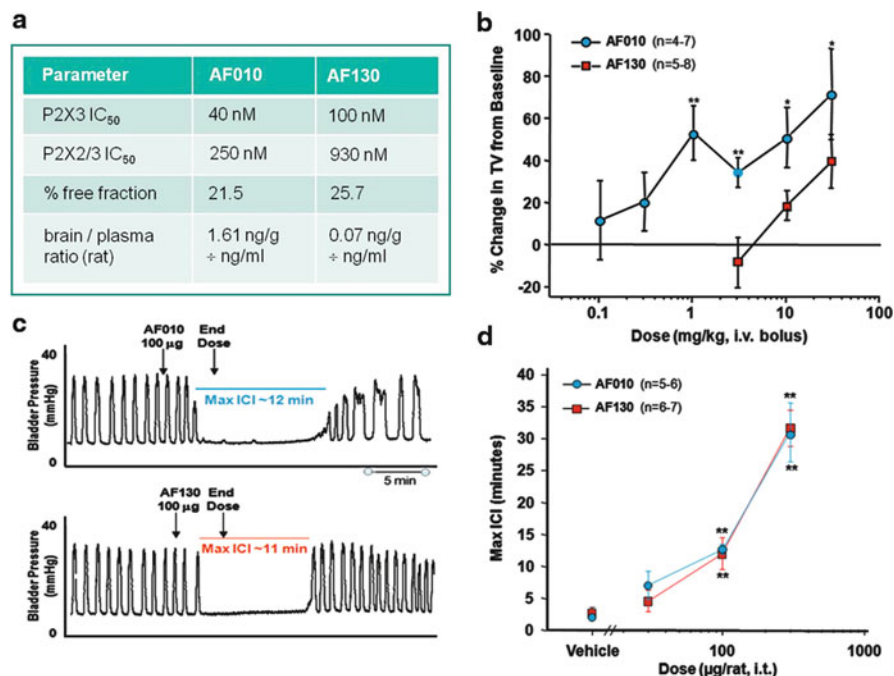 a
Parameter AF010 AF130
P2X3 IC50 40 nM 100 nM
P2X2/3 IC50 250 nM 930 nM
% free fraction 21.5 25.7
brain / plasma ratio (rat) 1.61 ng/g ÷ ng/ml 0.07 ng/g ÷ ng/ml
b
AF010 (n=4-7)
AF130 (n=5-8)
% Change in TV from Baseline
100
80
60
40
20
0
-20
**
**
*
*
0.1 1 10 100
Dose (mg/kg, i.v. bolus)
c
AF010
100 µg
End
Dose
Bladder Pressure
(mmHg)
40
0
Max ICI ~12 min
5 min
AF130
100 µg
End
Dose
Bladder Pressure
(mmHg)
40
0
Max ICI ~11 min
d
AF010 (n=5-6)
AF130 (n=6-7)
Max ICI (minutes)
40
35
30
25
20
15
10
5
0
**
**
**
**
Vehicle 100 1000
Dose (µg/rat, i.t.)